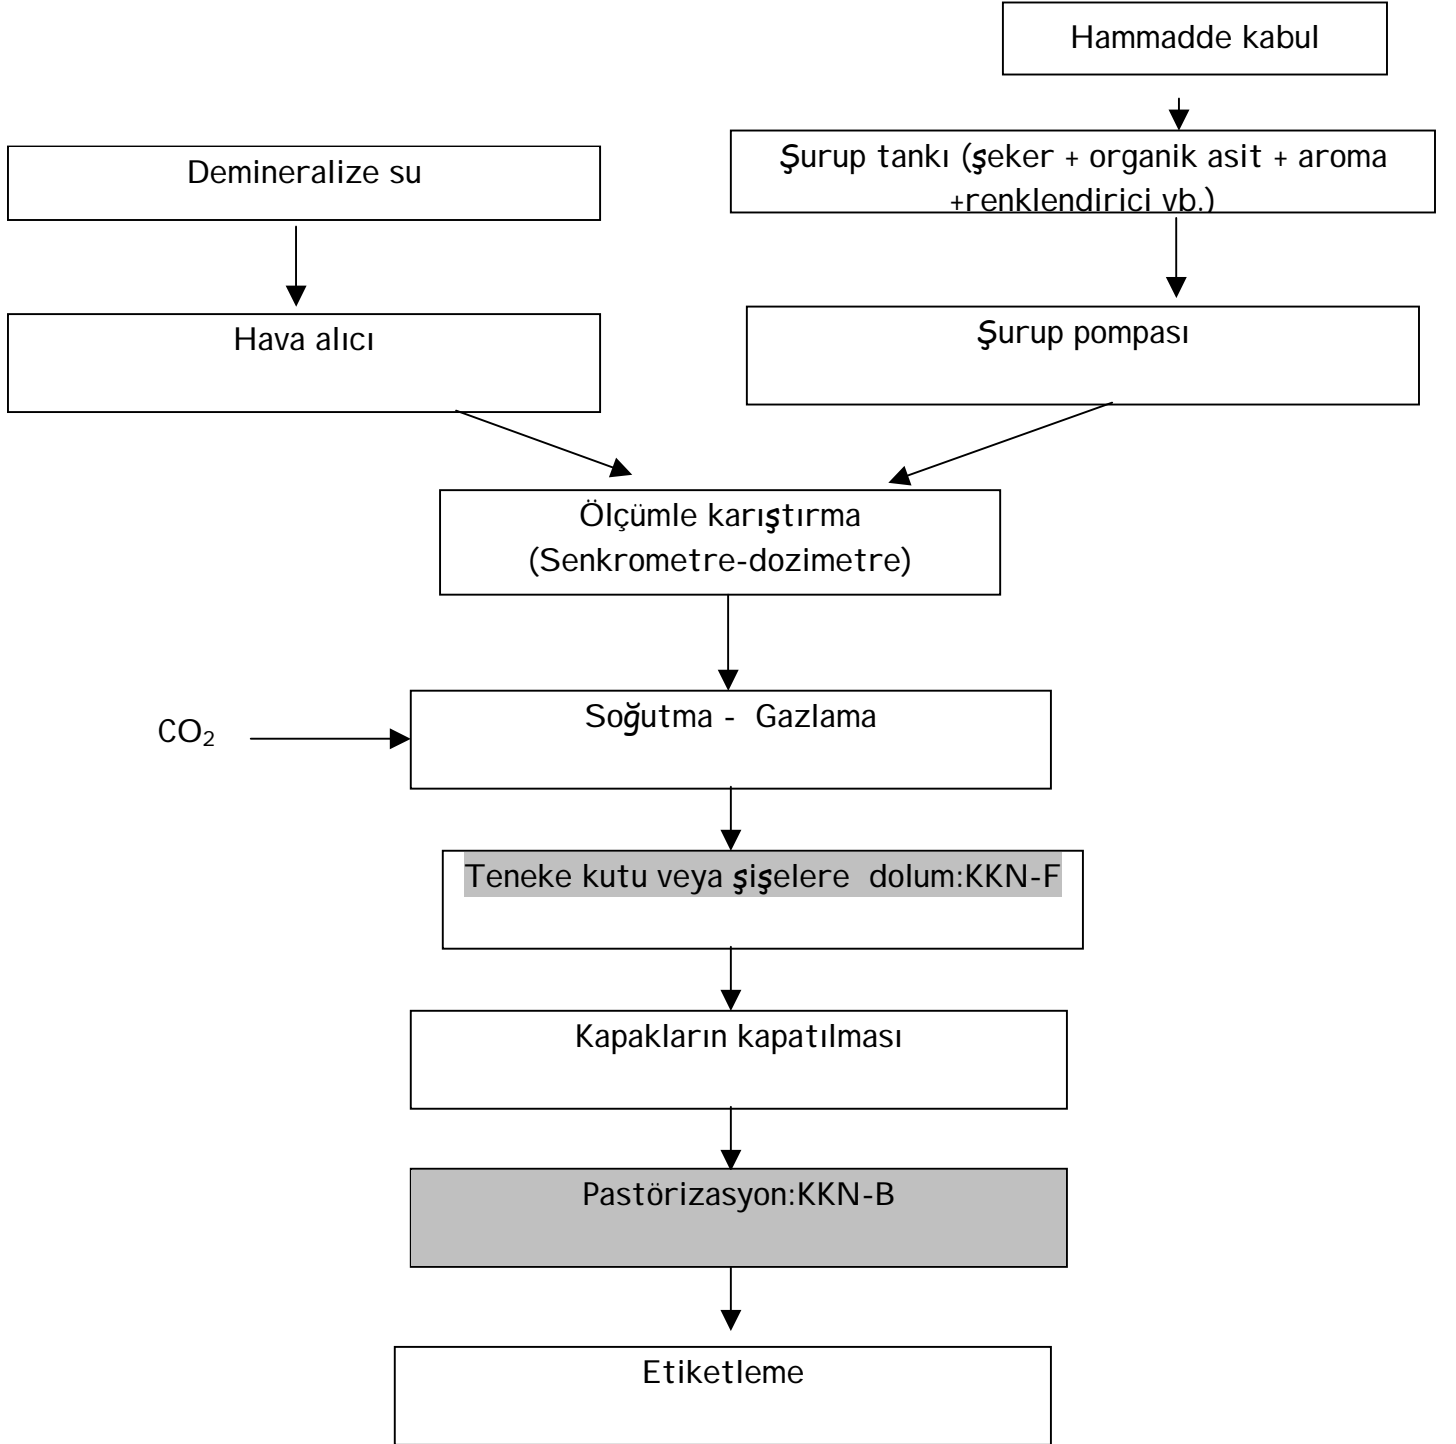 Hammadde kabul
Demineralize su
Şurup tankı (şeker + organik asit + aroma
+renklendirici vb.)
Hava alıcı
Şurup pompası
Ölçümle karıştırma
(Senkrometre-dozimetre)
CO₂
Soğutma - Gazlama
Teneke kutu veya şişelere dolum:KKN-F
Kapakların kapatılması
Pastörizasyon:KKN-B
Etiketleme